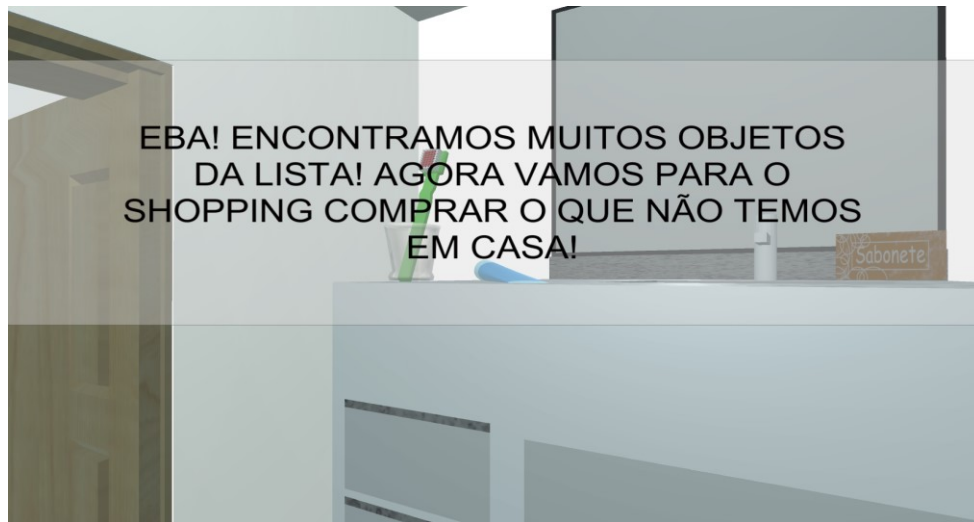 EBA! ENCONTRAMOS MUITOS OBJETOS
DA LISTA! AGORA VAMOS PARA O
SHOPPING COMPRAR O QUE NÃO TEMOS
EM CASA!
Sabonete